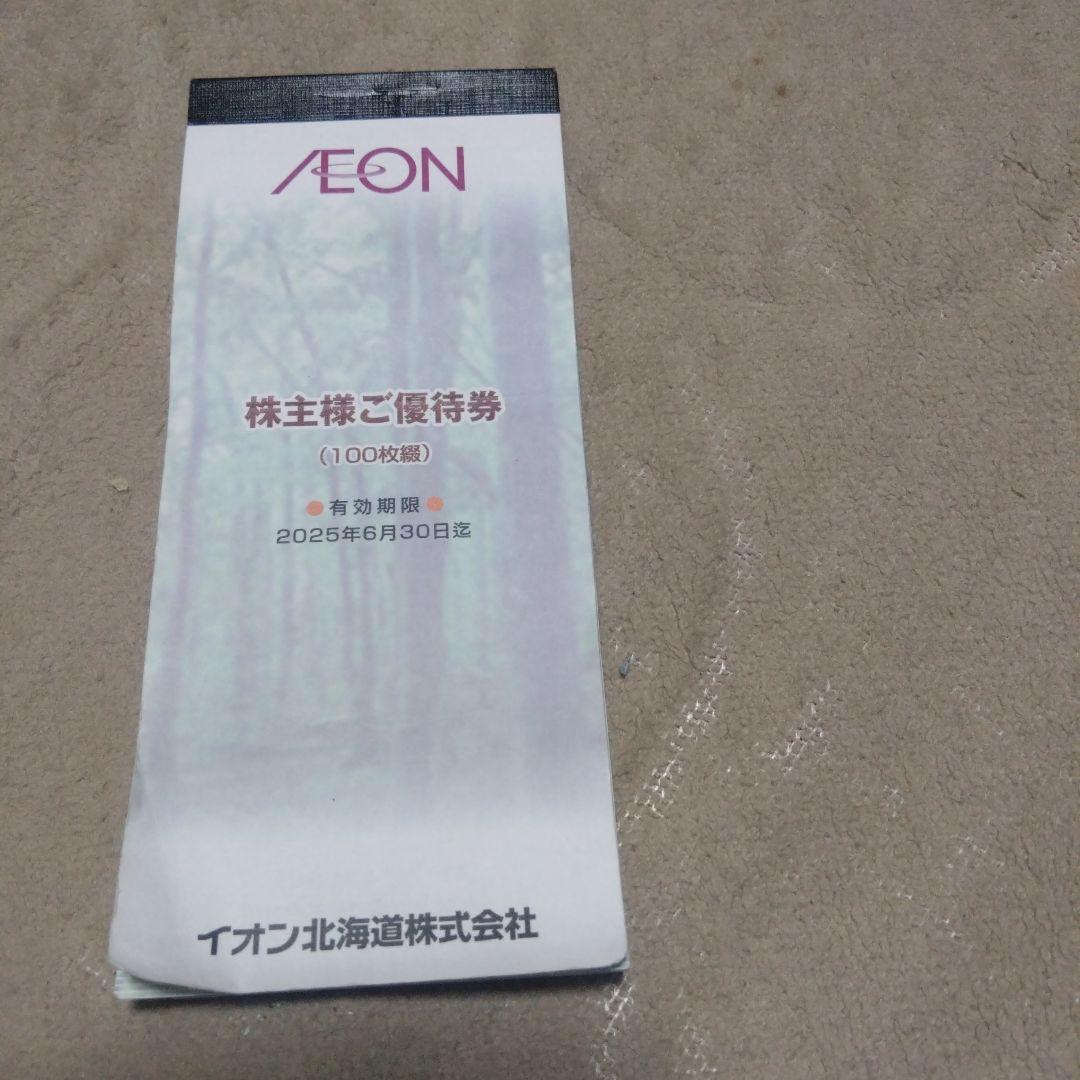 ÆON
株主様ご優待券
（100枚綴）
●有効期限●
2025年6月30日迄
イオン北海道株式会社